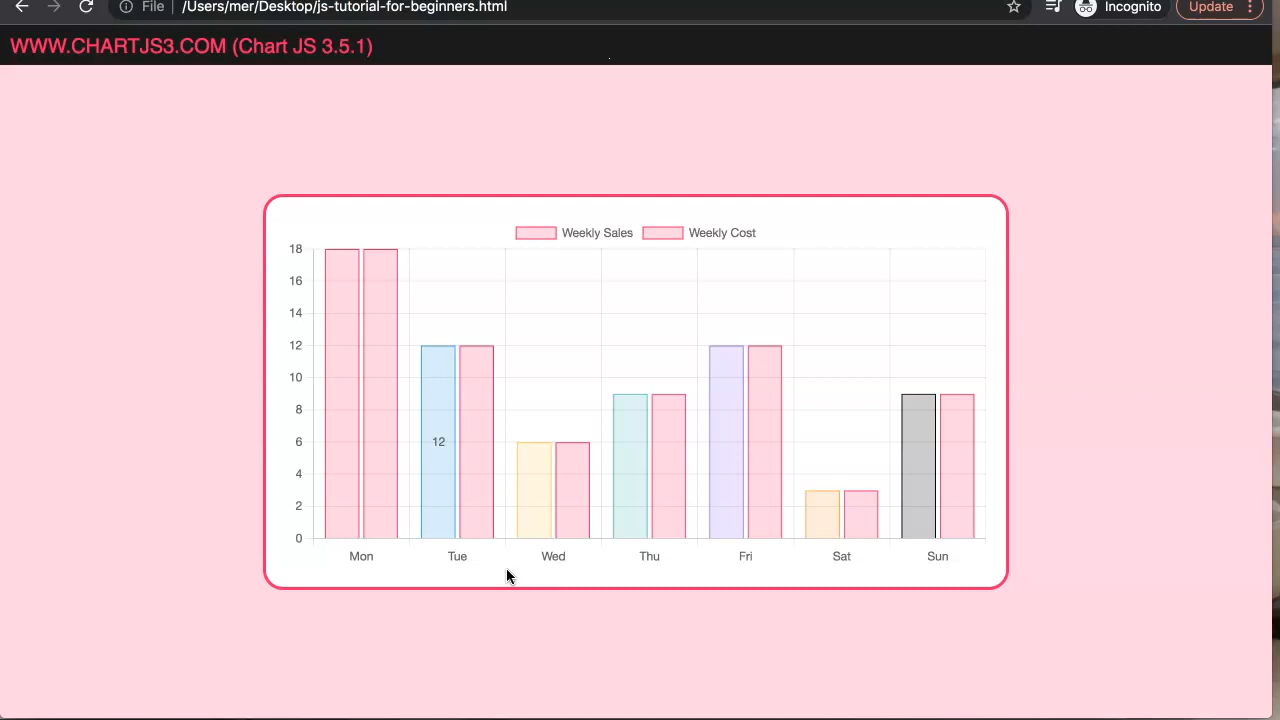 File
/Users/mer/Desktop/js-tutorial-for-beginners.html
Incognito
Update
WWW.CHARTJS3.COM (Chart JS 3.5.1)
Weekly Sales
Weekly Cost
18
16
14
12
10
8
6
4
2
0
12
Mon
Tue
Wed
Thu
Fri
Sat
Sun